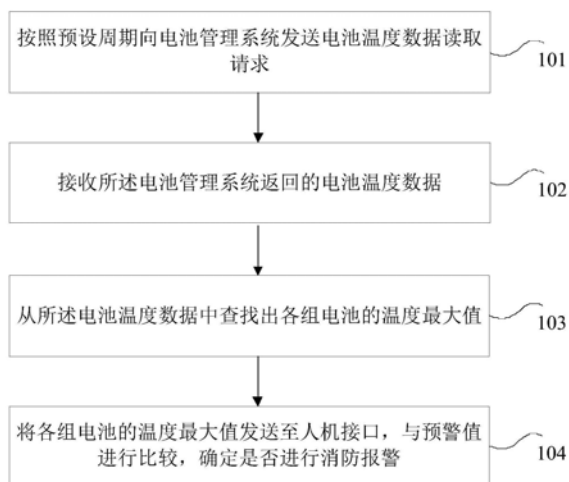 按照预设周期向电池管理系统发送电池温度数据读取
请求
101
接收所述电池管理系统返回的电池温度数据
102
从所述电池温度数据中查找出各组电池的温度最大值
103
将各组电池的温度最大值发送至人机接口，与预警值
进行比较，确定是否进行消防报警
104